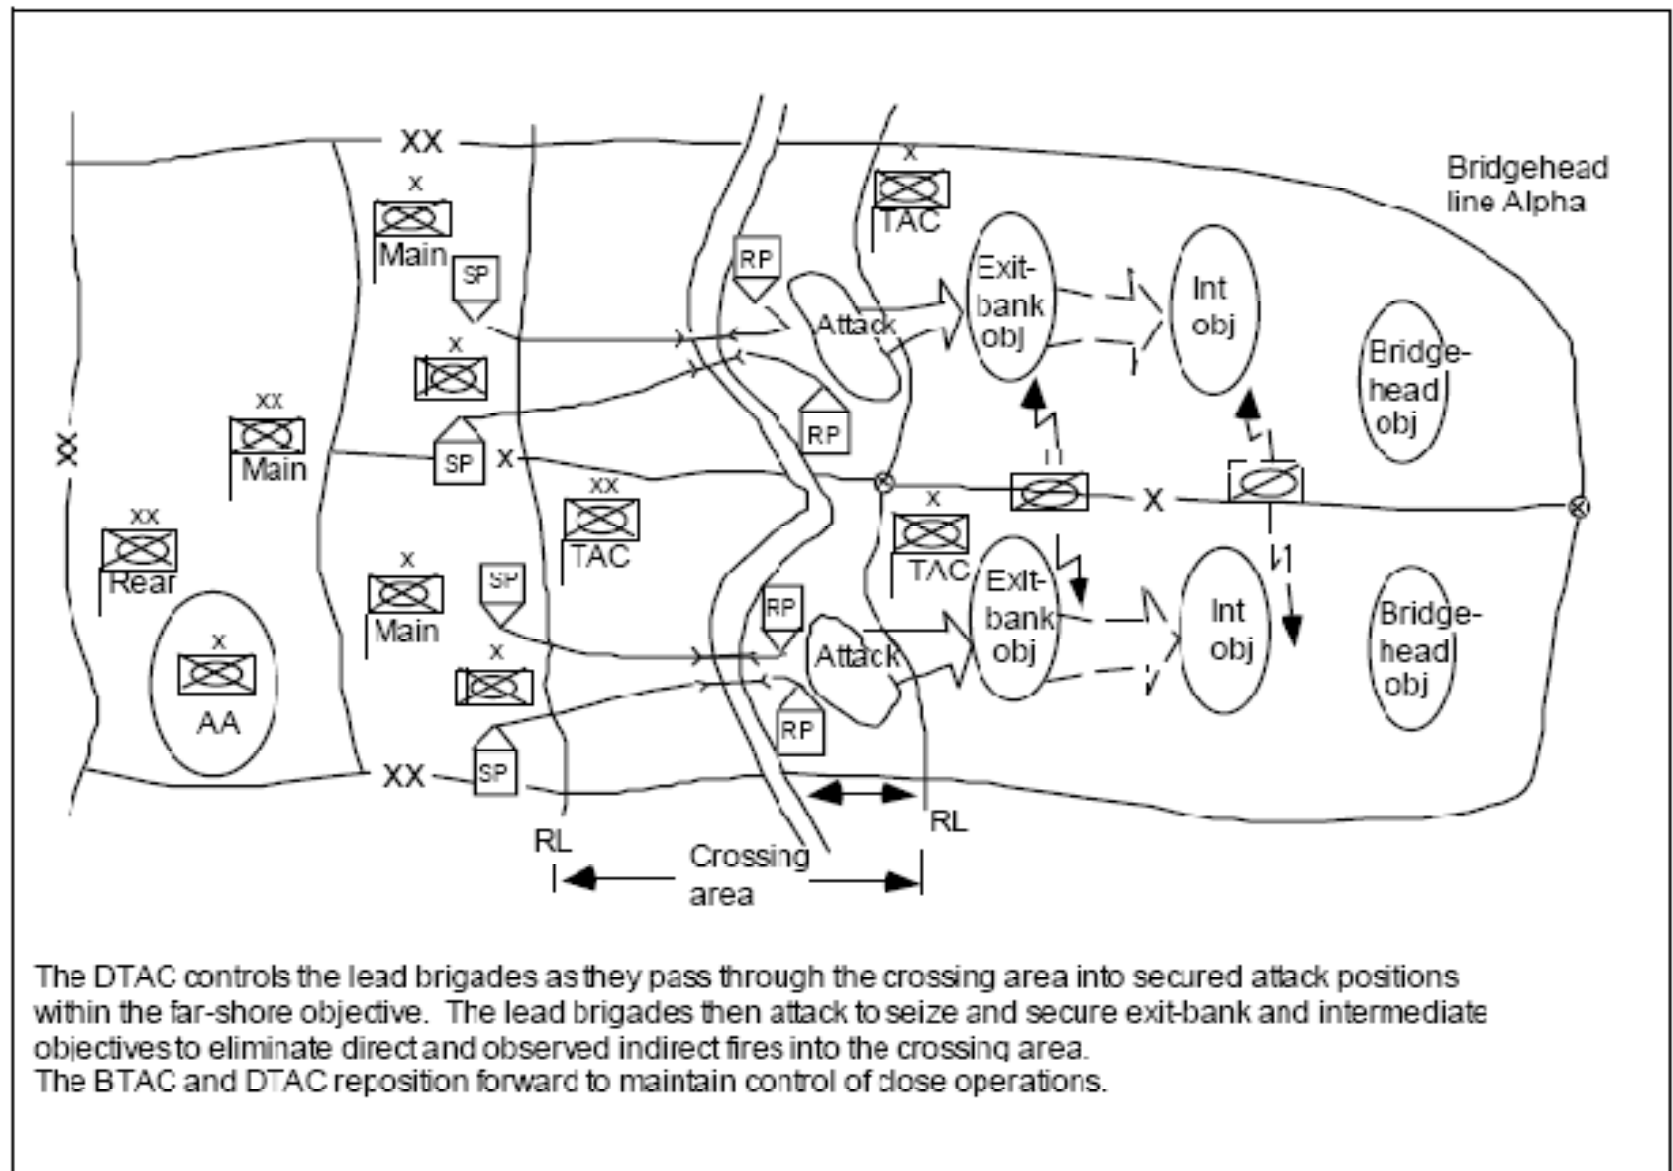 XX
x
Main
SP
x
TAC
RP
Bridgehead
line Alpha
Exit-
bank
obj
Int
obj
Attack
x
Bridge-
head
obj
RP
xx
Main
XX
SP
X
xx
TAC
x
TAC
X
xx
Rear
x
Main
SP
RP
Exit-
bank
obj
Int
obj
Attack
Bridge-
head
obj
x
x
AA
RP
XX
SP
RL
RL
Crossing
area
The DTAC controls the lead brigades as they pass through the crossing area into secured attack positions
within the far-shore objective. The lead brigades then attack to seize and secure exit-bank and intermediate
objectives to eliminate direct and observed indirect fires into the crossing area.
The BTAC and DTAC reposition forward to maintain control of close operations.